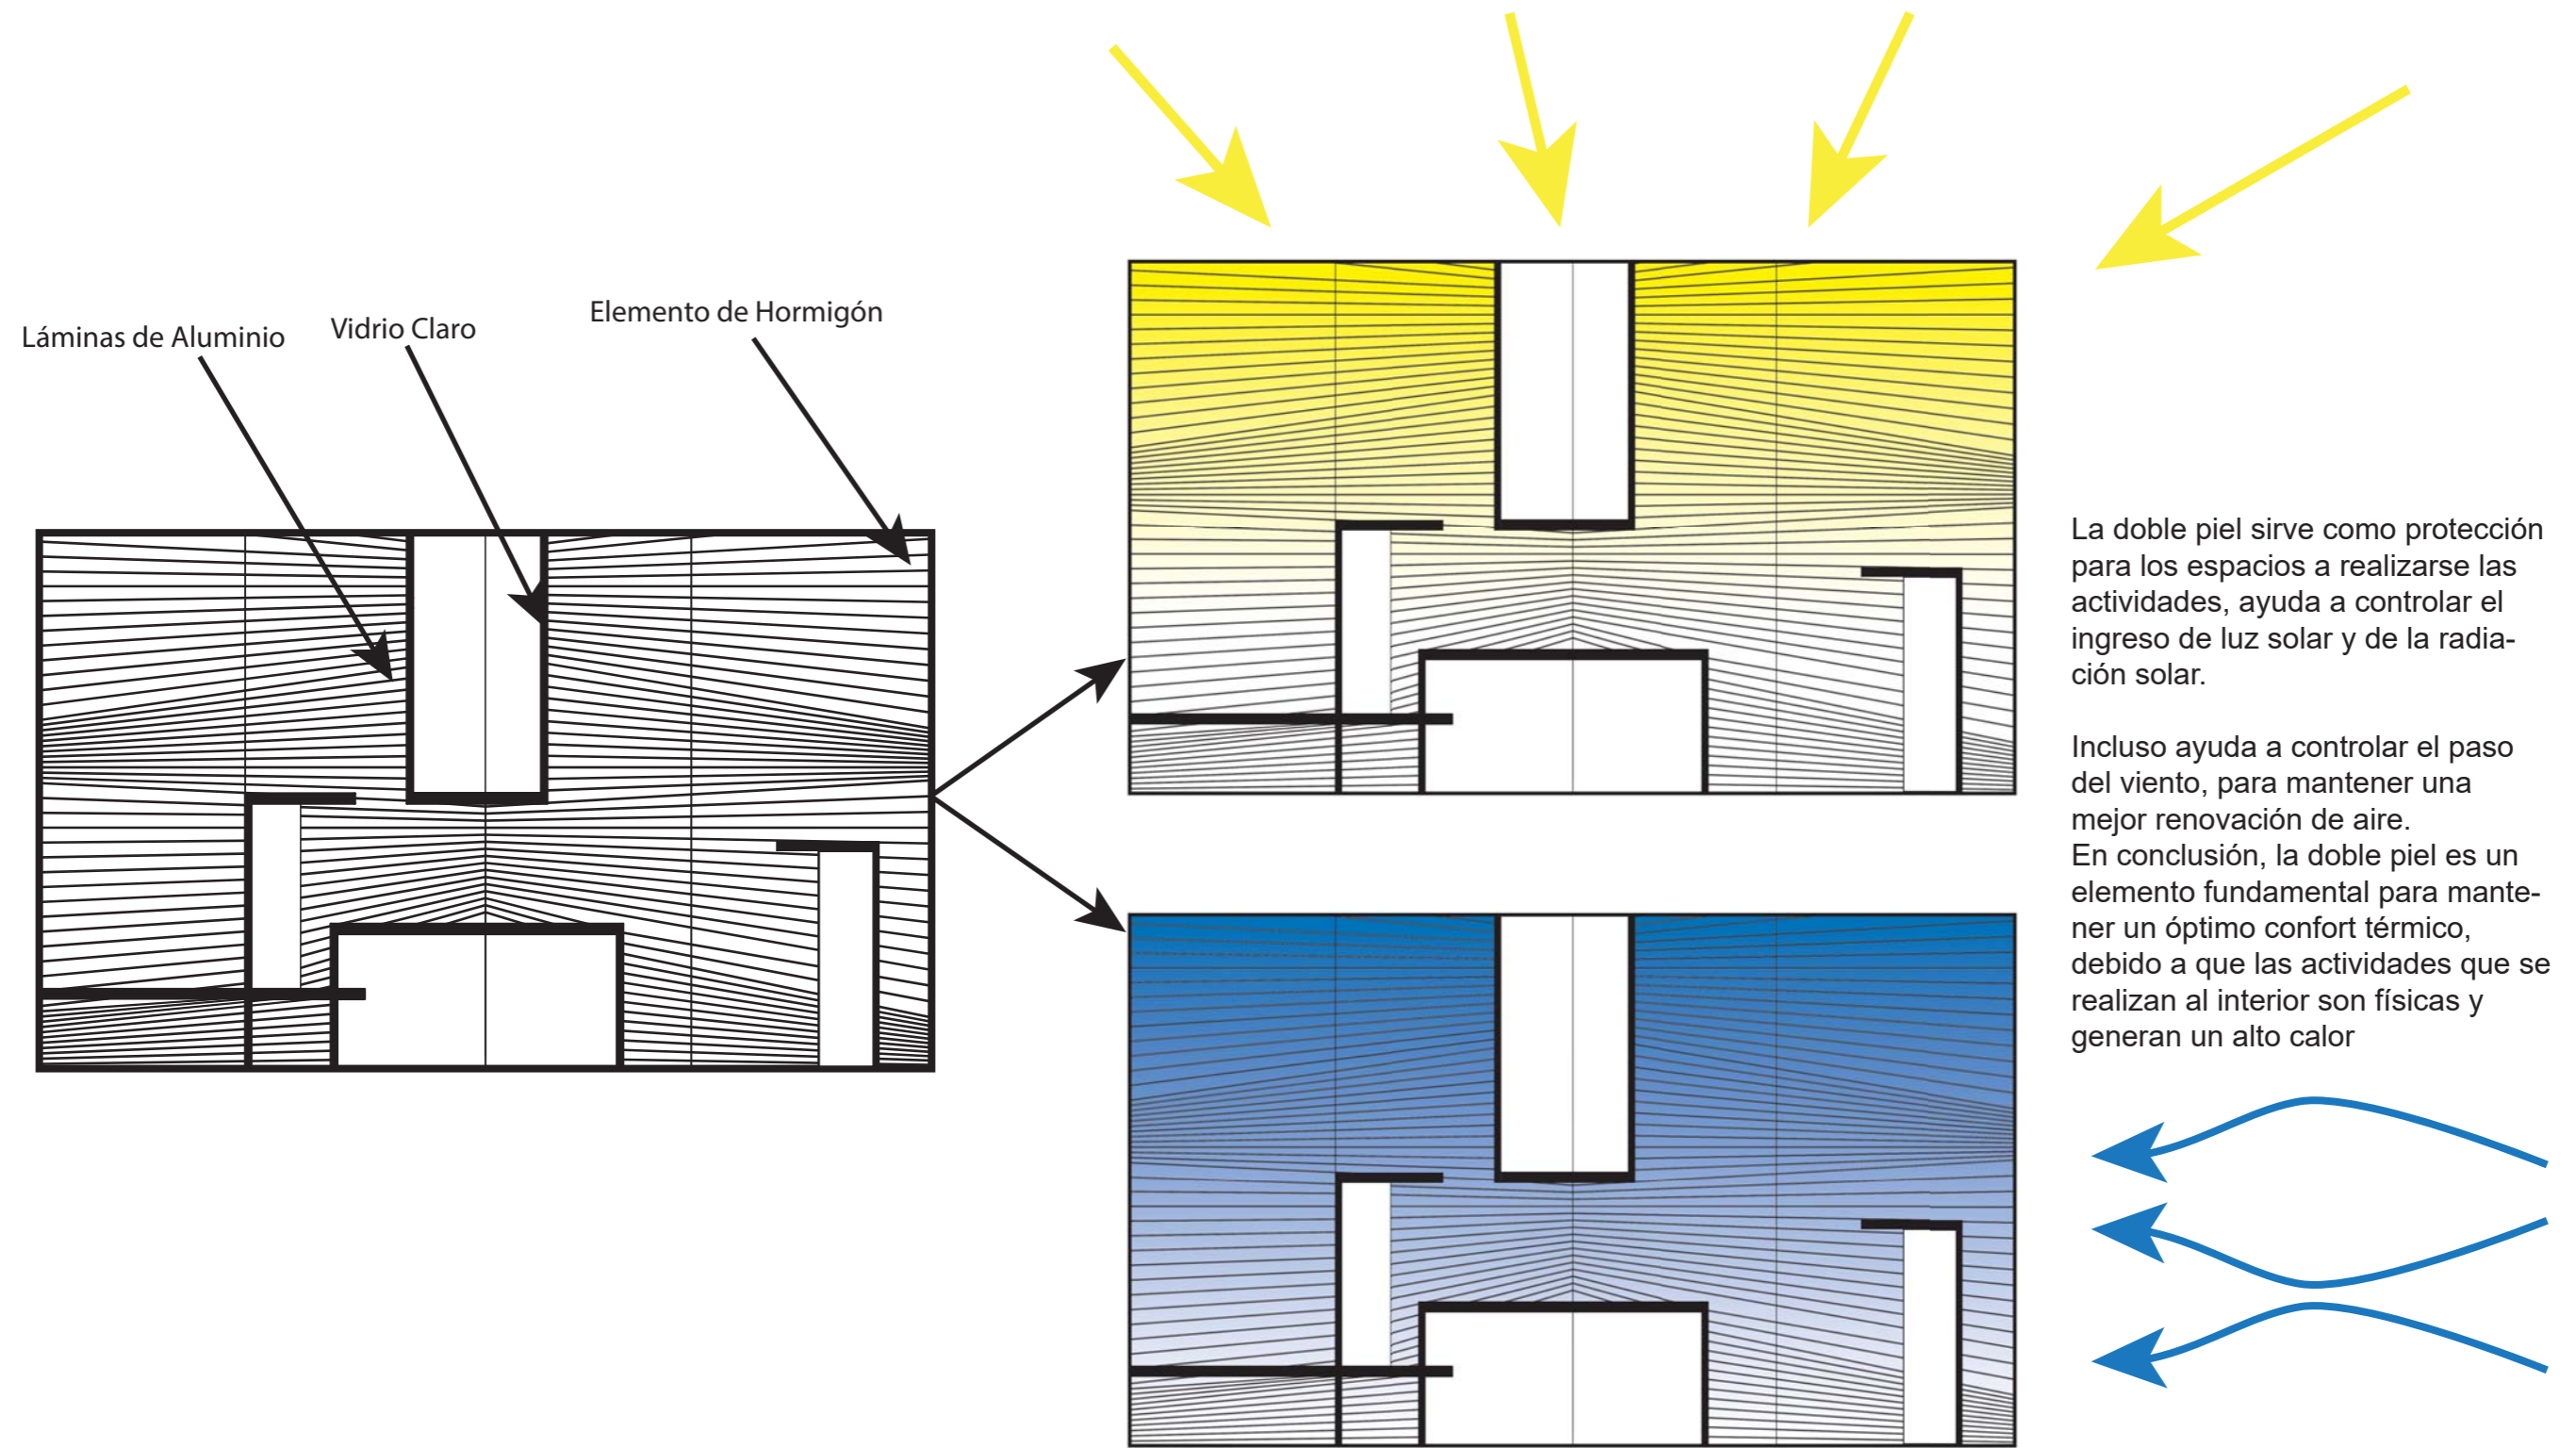 Láminas de Aluminio
Vidrio Claro
Elemento de Hormigón
La doble piel sirve como protección
para los espacios a realizarse las
actividades, ayuda a controlar el
ingreso de luz solar y de la radia-
ción solar.
Incluso ayuda a controlar el paso
del viento, para mantener una
mejor renovación de aire.
En conclusión, la doble piel es un
elemento fundamental para mante-
ner un óptimo confort térmico,
debido a que las actividades que se
realizan al interior son físicas y
generan un alto calor